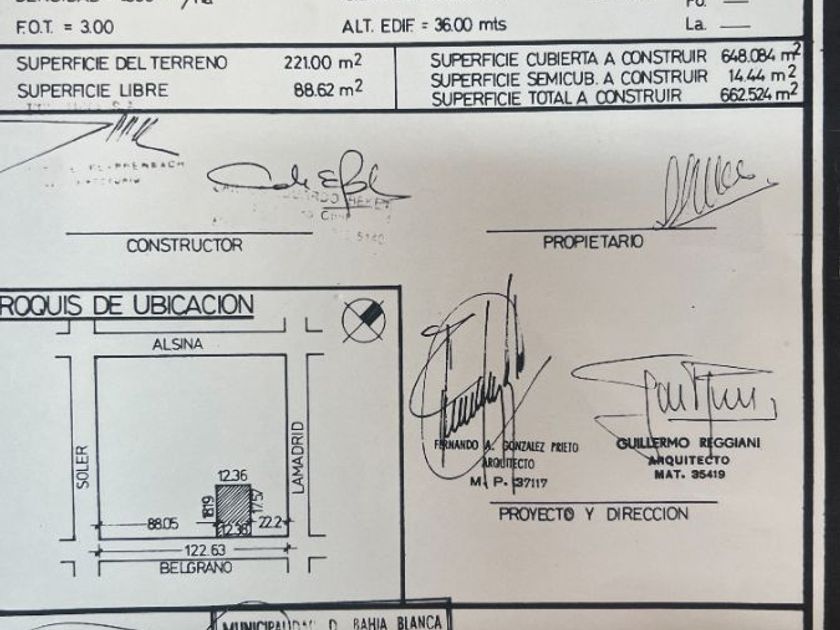 F.O.T. = 3.00
ALT. EDIF. = 36.00 mts
La. —
SUPERFICIE DEL TERRENO 221.00 m2
SUPERFICIE LIBRE 88.62 m2
SUPERFICIE CUBIERTA A CONSTRUIR 648.084 m2
SUPERFICIE SEMICUB. A CONSTRUIR 14.44 m2
SUPERFICIE TOTAL A CONSTRUIR 662.524 m2
CONSTRUCTOR
PROPIETARIO
ROQUIS DE UBICACION
ALSINA
SOLER
LAMADRID
12.36
18.19
17.57
88.05
12.36
22.2
122.63
BELGRANO
FERNANDO A. GONZALEZ PRIETO
ARQUITECTO
M. P. 37117
GUILLERMO REGGIANI
ARQUITECTO
MAT. 35419
PROYECTO Y DIRECCION
BAHIA BLANCA